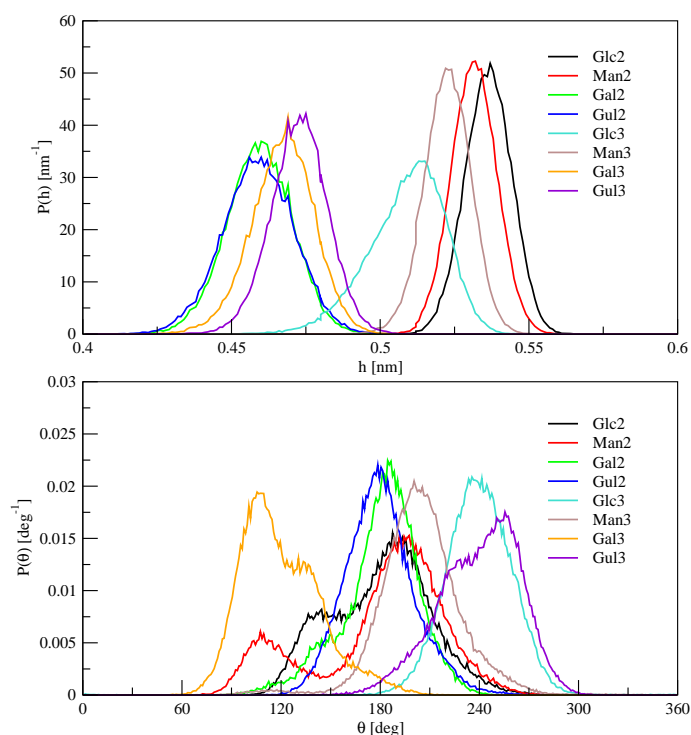 60
50
40
30
20
10
0
P(h) [nm⁻¹]
Glc2
Man2
Gal2
Gul2
Glc3
Man3
Gal3
Gul3
0.4
0.45
0.5
0.55
0.6
h [nm]
0.03
0.025
0.02
0.015
0.01
0.005
0
P(θ) [deg⁻¹]
Glc2
Man2
Gal2
Gul2
Glc3
Man3
Gal3
Gul3
0
60
120
180
240
300
360
θ [deg]